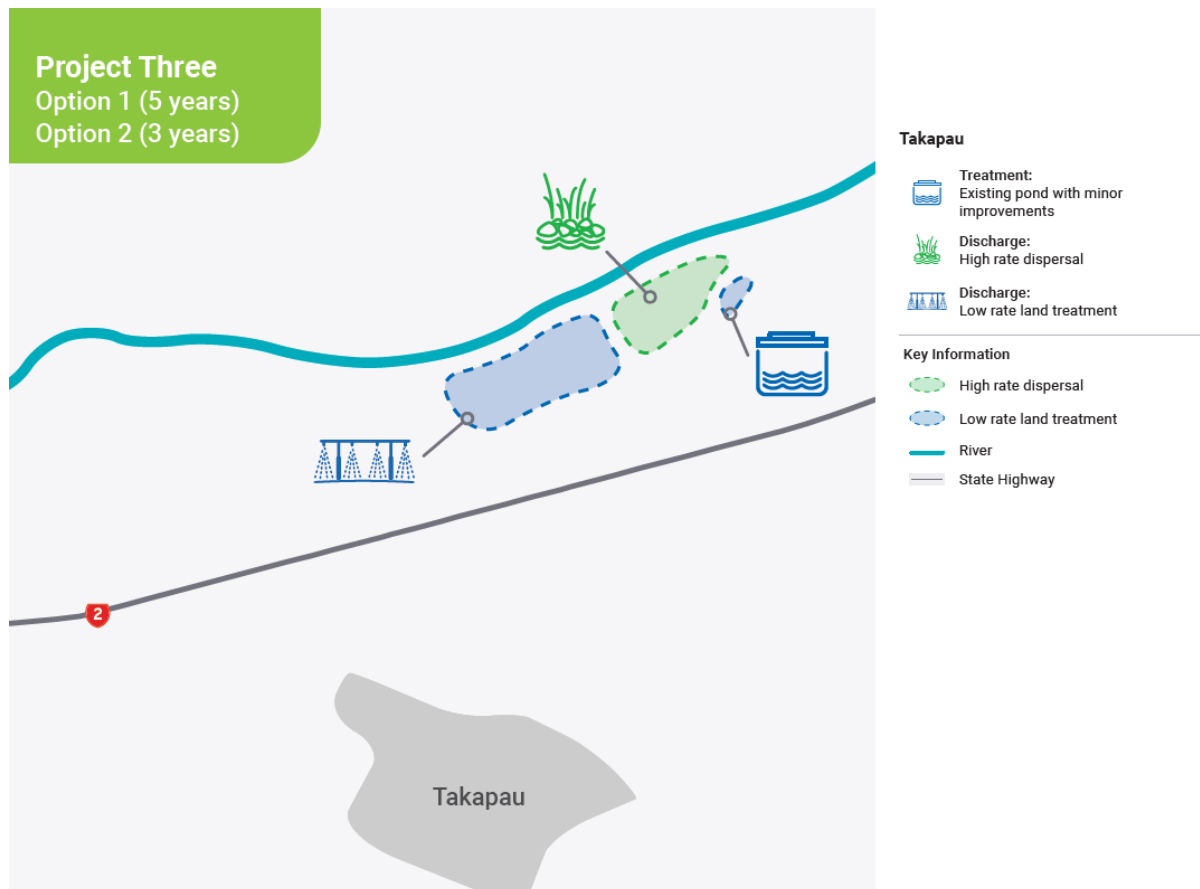 Project Three
Option 1 (5 years)
Option 2 (3 years)
2
Takapau
Takapau
Treatment:
Existing pond with minor
improvements
Discharge:
High rate dispersal
Discharge:
Low rate land treatment
Key Information
High rate dispersal
Low rate land treatment
River
State Highway